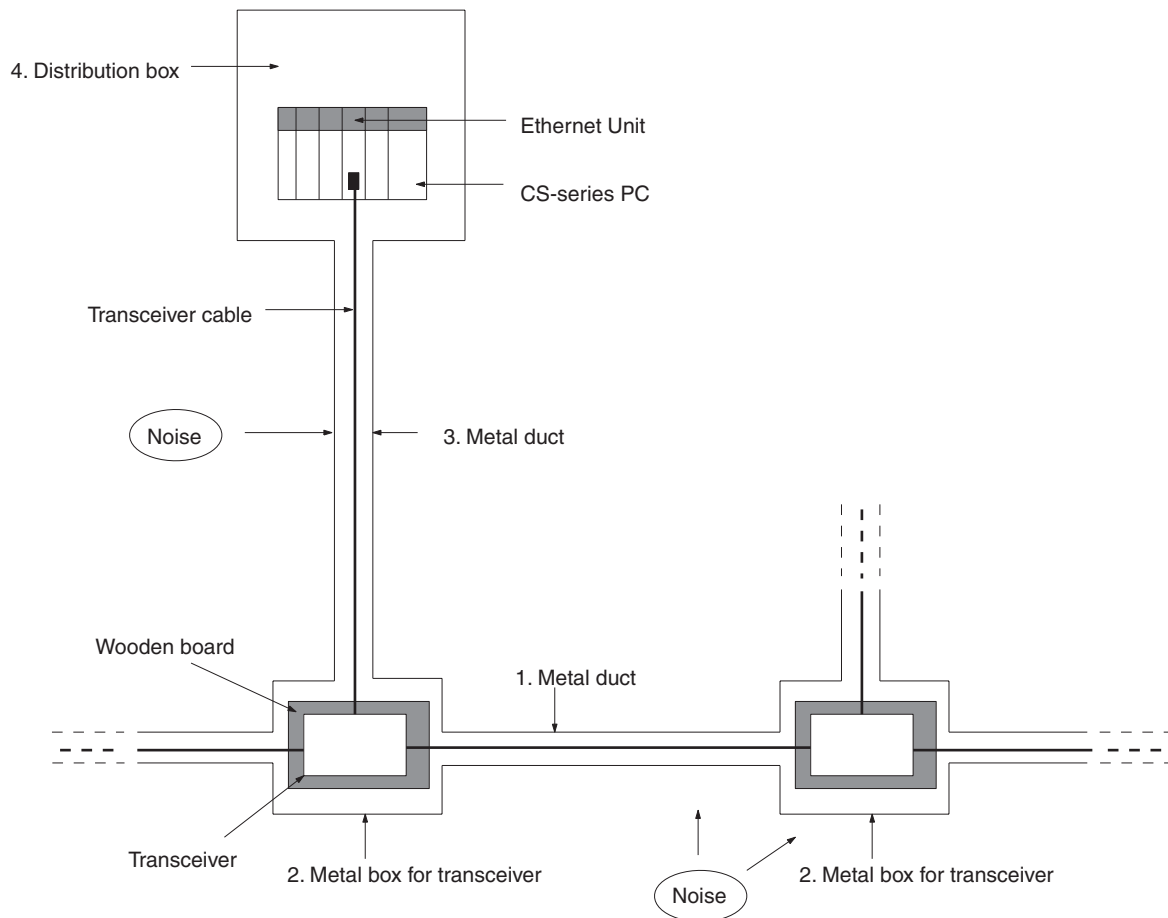 4. Distribution box
Ethernet Unit
CS-series PC
Transceiver cable
Noise
3. Metal duct
Wooden board
1. Metal duct
Transceiver
2. Metal box for transceiver
Noise
2. Metal box for transceiver